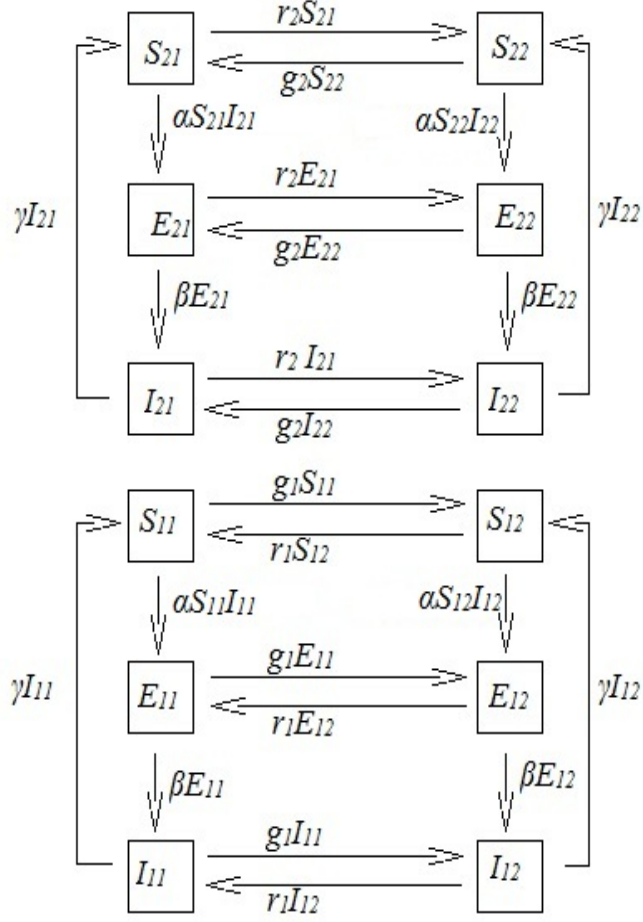 r₂S₂₁
S₂₁ S₂₂
g₂S₂₂
αS₂₁I₂₁ αS₂₂I₂₂
r₂E₂₁
γI₂₁ E₂₁ E₂₂ γI₂₂
g₂E₂₂
βE₂₁ βE₂₂
r₂ I₂₁
I₂₁ I₂₂
g₂I₂₂
g₁S₁₁
S₁₁ S₁₂
r₁S₁₂
αS₁₁I₁₁ αS₁₂I₁₂
g₁E₁₁
γI₁₁ E₁₁ E₁₂ γI₁₂
r₁E₁₂
βE₁₁ βE₁₂
g₁I₁₁
I₁₁ I₁₂
r₁I₁₂